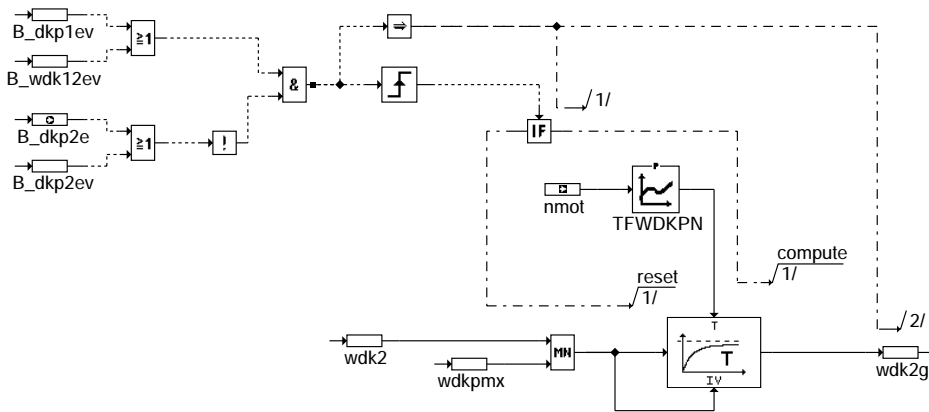 B_dkp1ev
≧1
B_wdk12ev
&
1/
B_dkp2e
≧1
!
IF
B_dkp2ev
P
nmot
TFWDKPN
compute
1/
reset
1/
2/
T
wdk2
MN
T
wdkpmx
wdk2g
IV